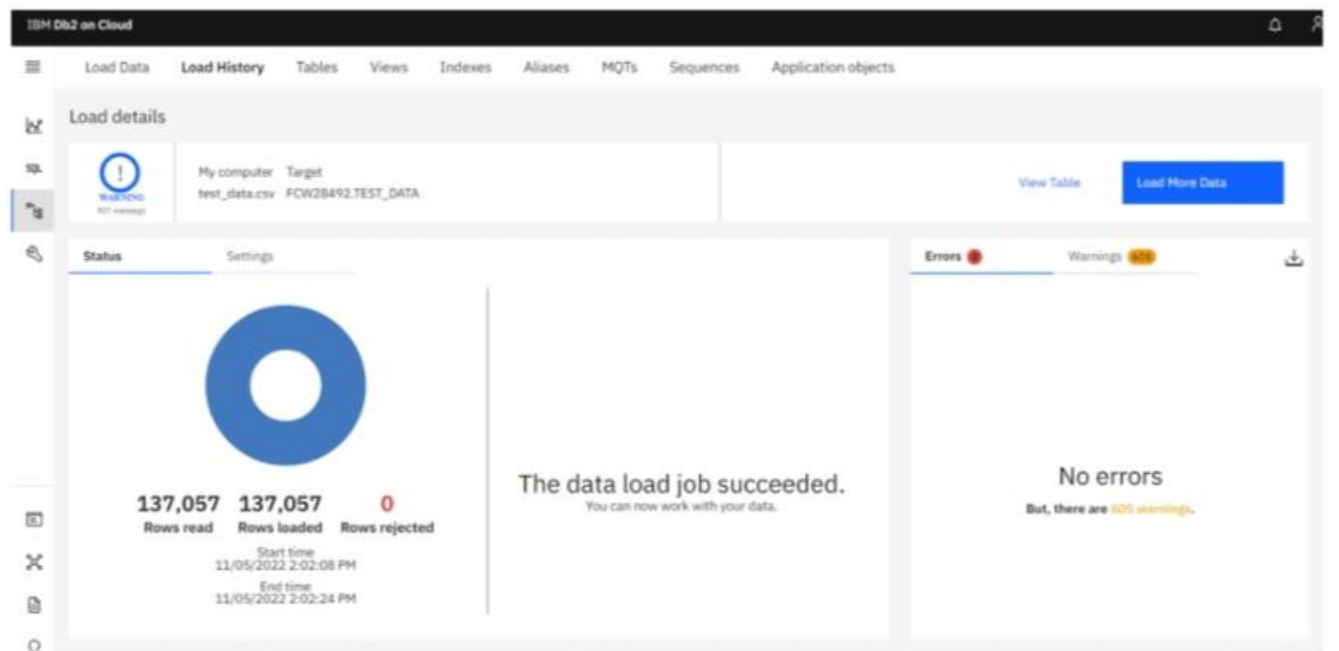 IBM Db2 on Cloud
Load Data Load History Tables Views Indexes Aliases MQTs Sequences Application objects
Load details
WARNING
605 warnings
My computer Target
test_data.csv FCW28492.TEST_DATA
View Table
Load More Data
Status Settings
137,057 137,057 0
Rows read Rows loaded Rows rejected
Start time
11/05/2022 2:02:08 PM
End time
11/05/2022 2:02:24 PM
The data load job succeeded.
You can now work with your data.
Errors Warnings 605
No errors
But, there are 605 warnings.